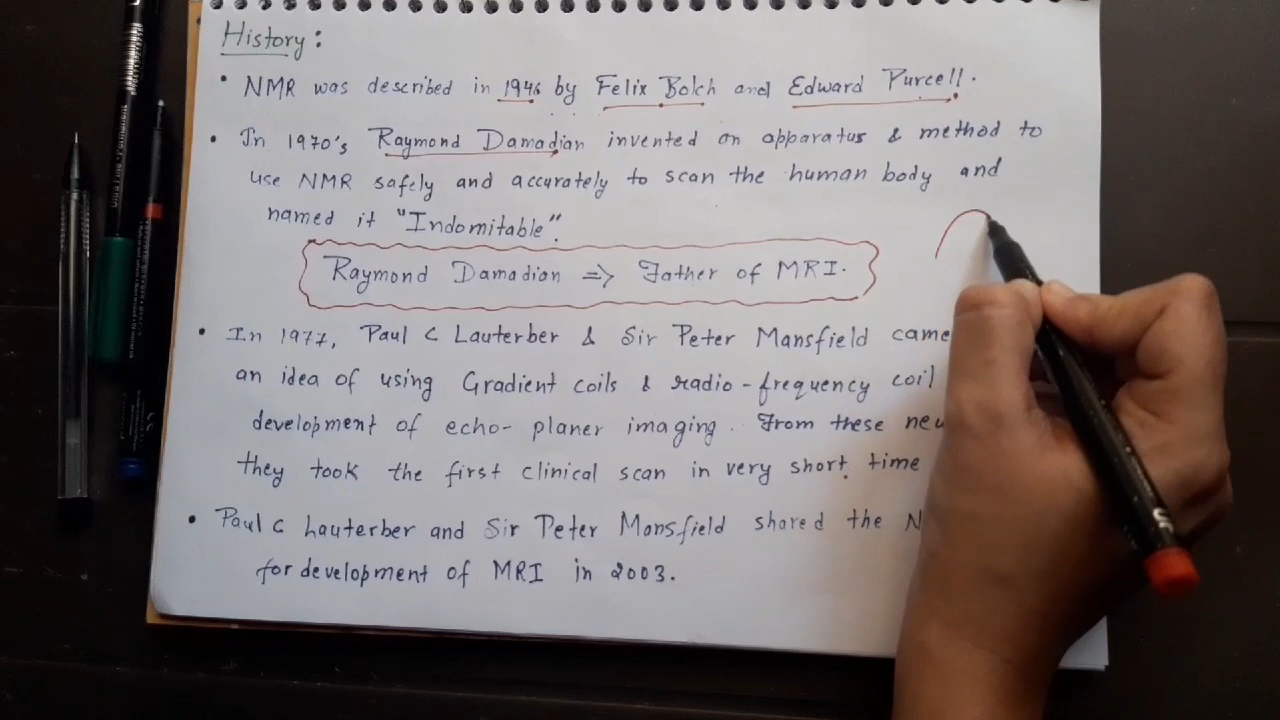 History :
• NMR was described in 1946 by Felix Bolch and Edward Purcell.
• In 1970's Raymond Damadian invented an apparatus & method to
use NMR safely and accurately to scan the human body and
named it "Indomitable".
Raymond Damadian => Father of MRI.
• In 1977, Paul C Lauterber & Sir Peter Mansfield came
an idea of using Gradient coils & radio-frequency coil
development of echo-planer imaging. From these
they took the first clinical scan in very short time
• Paul C Lauterber and Sir Peter Mansfield shared the
for development of MRI in 2003.